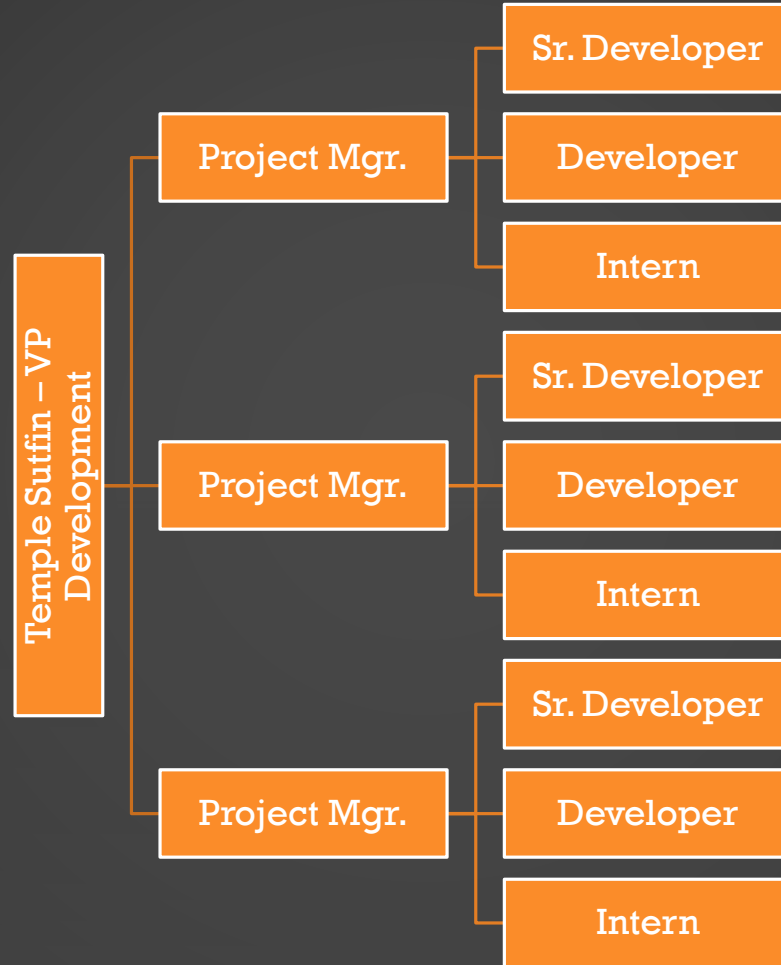 Temple Sutfin – VP
Development
Project Mgr.
Sr. Developer
Developer
Intern
Project Mgr.
Sr. Developer
Developer
Intern
Project Mgr.
Sr. Developer
Developer
Intern